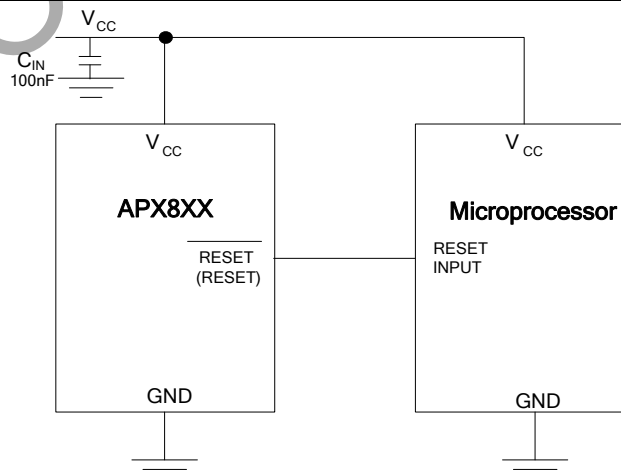 VCC
CIN
100nF
VCC
APX8XX
RESET
(RESET)
GND
VCC
Microprocessor
RESET
INPUT
GND